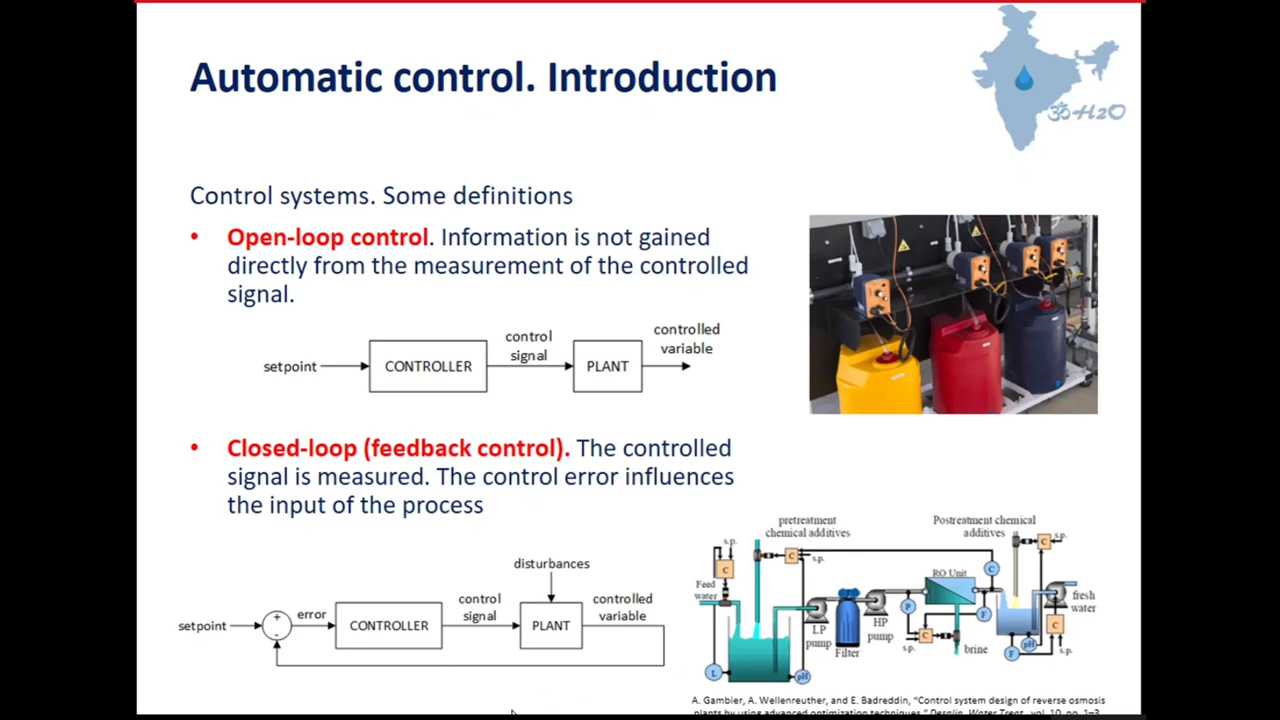 Automatic control. Introduction
ॐH2O
Control systems. Some definitions
• Open-loop control. Information is not gained
directly from the measurement of the controlled
signal.
setpoint
CONTROLLER
control
signal
PLANT
controlled
variable
• Closed-loop (feedback control). The controlled
signal is measured. The control error influences
the input of the process
setpoint
+
-
error
CONTROLLER
control
signal
disturbances
PLANT
controlled
variable
pretreatment
chemical additives
Postreatment chemical
additives
s.p.
C
C
s.p.
C
s.p.
Feed
water
RO Unit
C
fresh
water
P
F
LP
pump
HP
pump
Filter
C
s.p.
brine
C
F
pH
s.p.
L
pH
A. Gambier, A. Wellenreuther, and E. Badreddin, "Control system design of reverse osmosis
plants by using advanced optimization techniques," Desalin. Water Treat., vol. 10, no. 1–3,